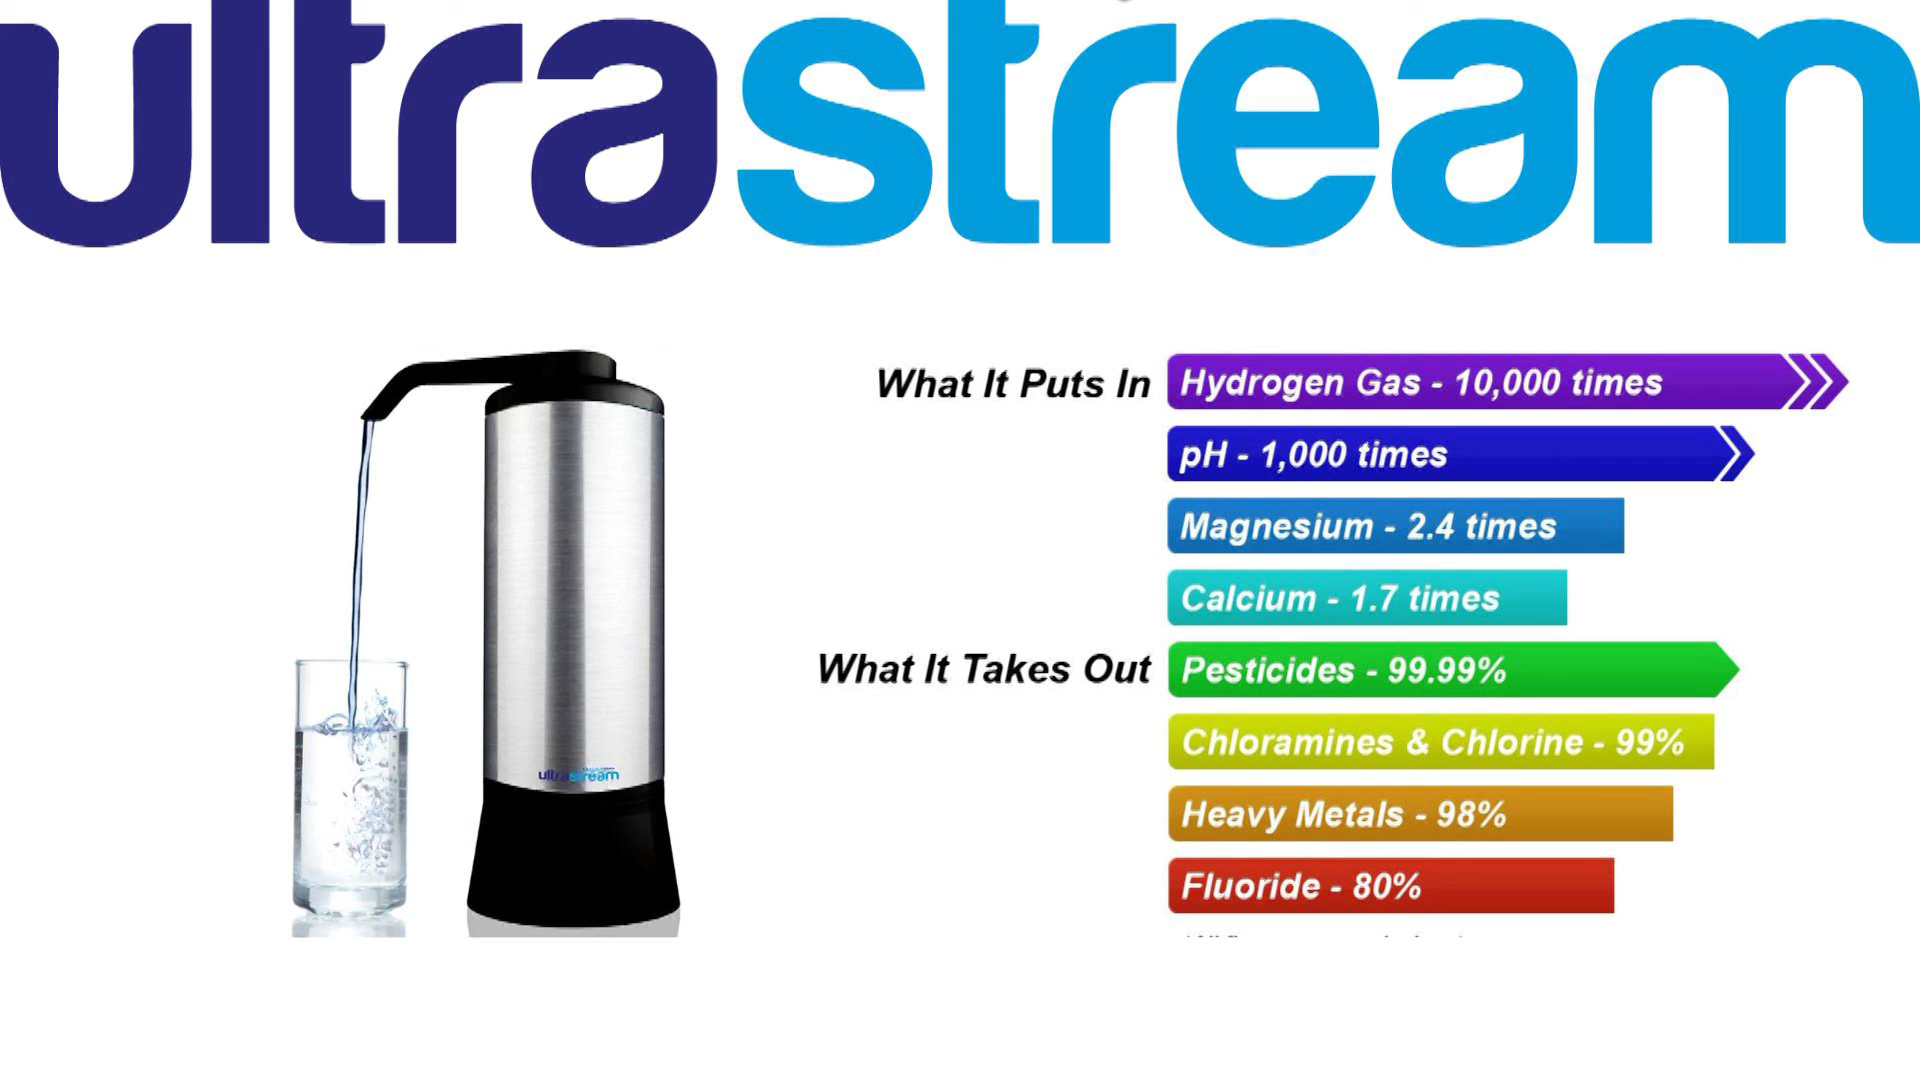 ultrastream
What It Puts In
Hydrogen Gas - 10,000 times
pH - 1,000 times
Magnesium - 2.4 times
Calcium - 1.7 times
What It Takes Out
Pesticides - 99.99%
Chloramines & Chlorine - 99%
Heavy Metals - 98%
Fluoride - 80%
ultrastream